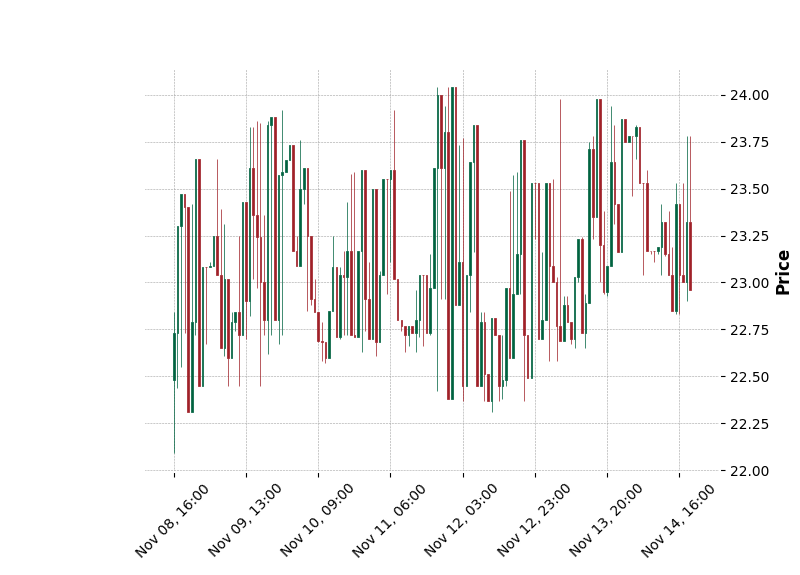 24.00
23.75
23.50
23.25
23.00
22.75
22.50
22.25
22.00
Price
Nov 08, 16:00
Nov 09, 13:00
Nov 10, 09:00
Nov 11, 06:00
Nov 12, 03:00
Nov 12, 23:00
Nov 13, 20:00
Nov 14, 16:00